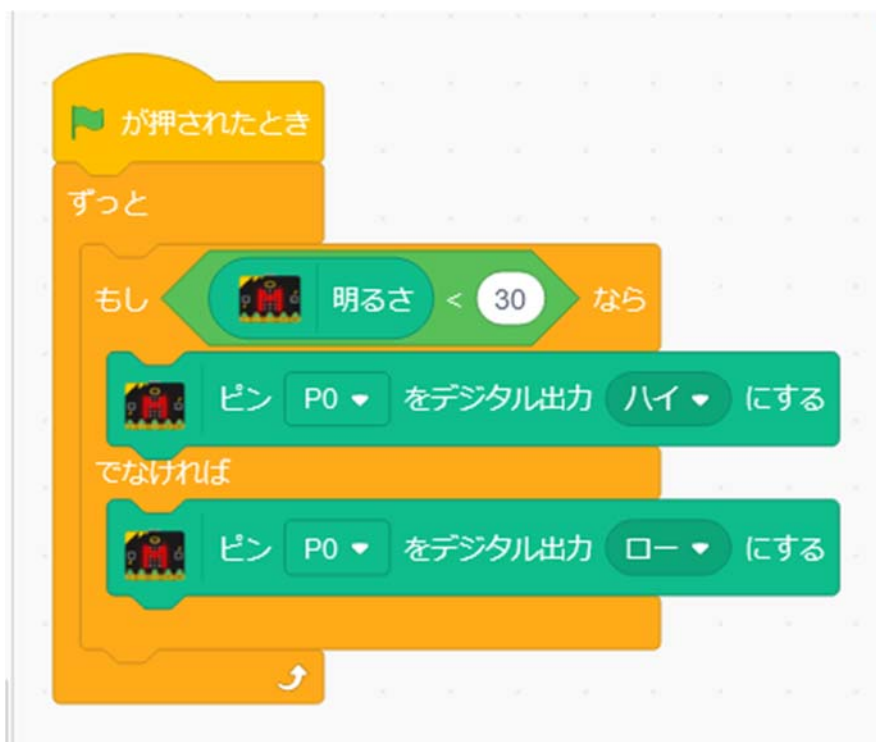 が押されたとき
ずっと
もし 明るさ < 30 なら
ピン P0 をデジタル出力 ハイ にする
でなければ
ピン P0 をデジタル出力 ロー にする